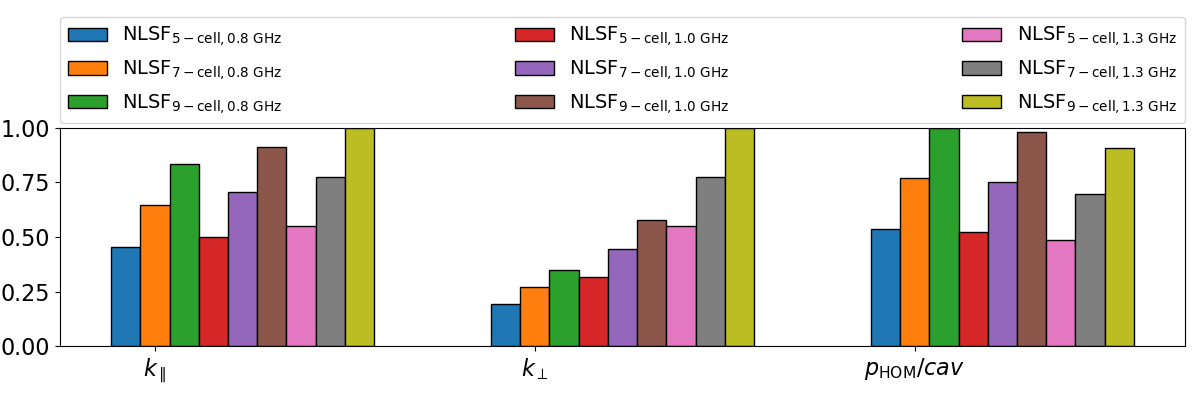 NLSF5−cell, 0.8 GHz NLSF5−cell, 1.0 GHz NLSF5−cell, 1.3 GHz
NLSF7−cell, 0.8 GHz NLSF7−cell, 1.0 GHz NLSF7−cell, 1.3 GHz
NLSF9−cell, 0.8 GHz NLSF9−cell, 1.0 GHz NLSF9−cell, 1.3 GHz
1.00
0.75
0.50
0.25
0.00
k∥ k⊥ pHOM/cav